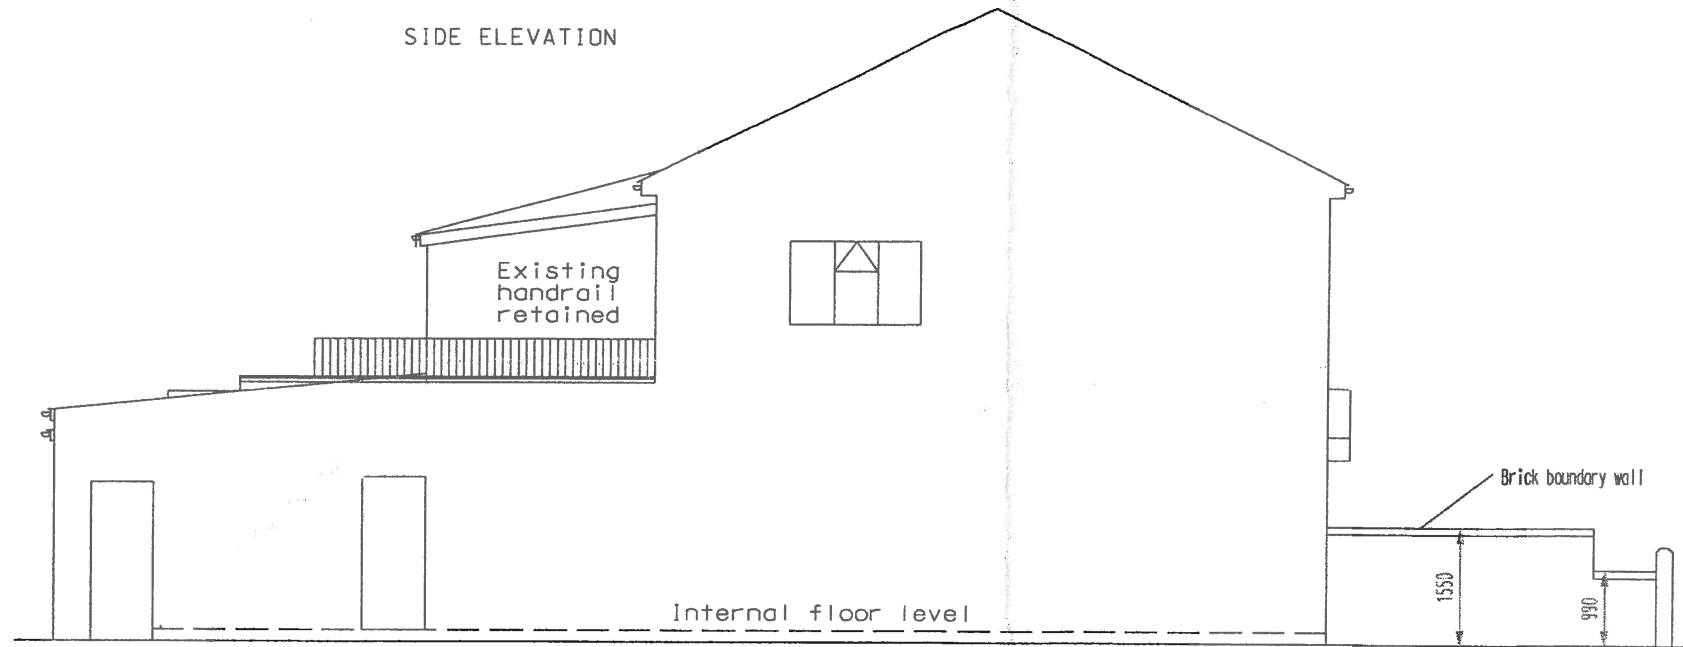 SIDE ELEVATION
Existing
handrail
retained
Brick boundary wall
1550
990
Internal floor level